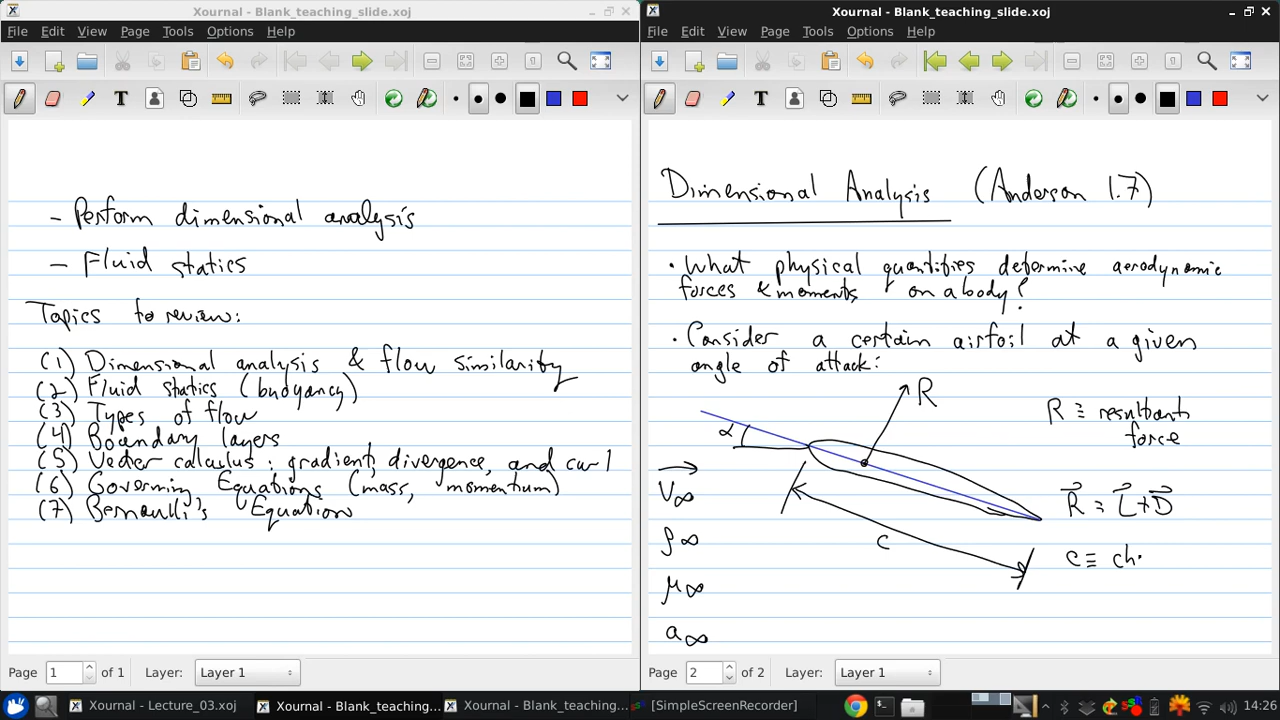 Xournal - Blank_teaching_slide.xoj
File Edit View Page Tools Options Help
- Perform dimensional analysis
- Fluid statics
Topics to review:
(1) Dimensional analysis & flow similarity
(2) Fluid statics (buoyancy)
(3) Types of flow
(4) Boundary layers
(5) Vector calculus: gradient, divergence, and curl
(6) Governing Equations (mass, momentum)
(7) Bernoulli's Equation
Page 1 of 1 Layer: Layer 1
Xournal - Blank_teaching_slide.xoj
File Edit View Page Tools Options Help
Dimensional Analysis (Anderson 1.7)
• What physical quantifies determine aerodynamic
forces & moments on a body?
• Consider a certain airfoil at a given
angle of attack:
R
α
R ≡ resultant
force
V∞
R⃗ ≡ L⃗ + D⃗
ρ∞
c
c ≡ ch
μ∞
a∞
Page 2 of 2 Layer: Layer 1
Xournal - Lecture_03.xoj Xournal - Blank_teaching... Xournal - Blank_teaching... [SimpleScreenRecorder] 14:26